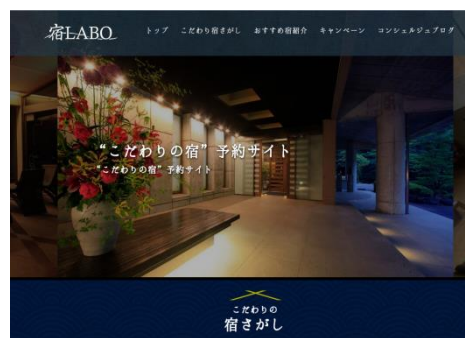 宿LABO
トップ こだわり宿さがし おすすめ宿紹介 キャンペーン コンシェルジュブログ
“こだわりの宿”予約サイト
“こだわりの宿”予約サイト
こだわりの
宿さがし